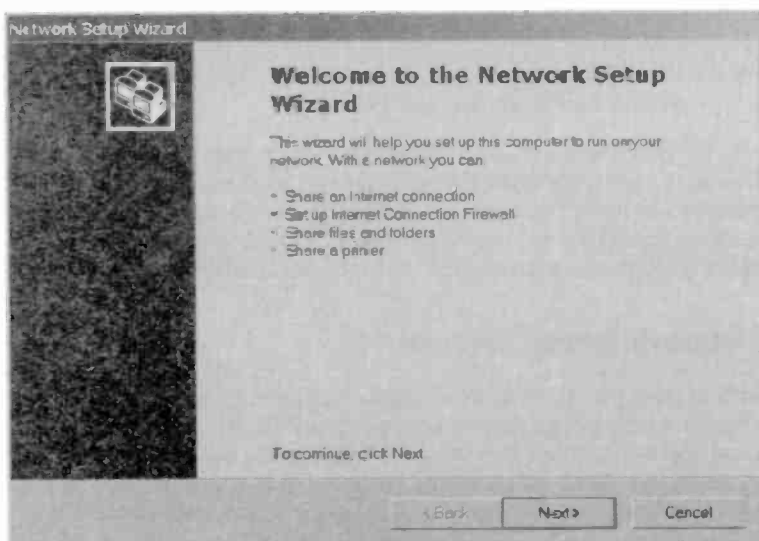 Network Setup Wizard
Welcome to the Network Setup
Wizard
This wizard will help you set up this computer to run on your
network. With a network you can
• Share an Internet connection
• Set up Internet Connection Firewall
• Share files and folders
• Share a printer
To continue, click Next
< Back
Next >
Cancel